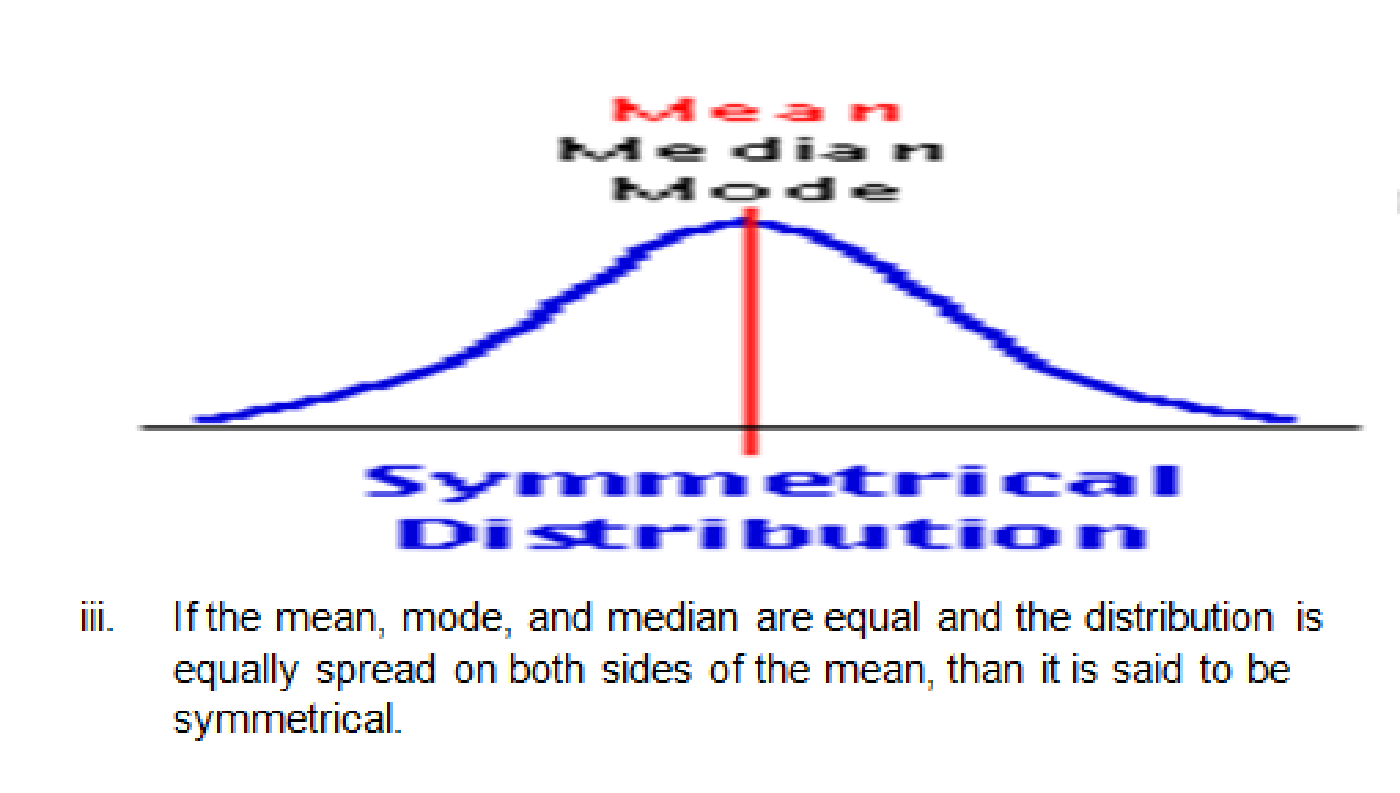 Mean
Median
Mode
Symmetrical
Distribution
iii. If the mean, mode, and median are equal and the distribution is
equally spread on both sides of the mean, than it is said to be
symmetrical.